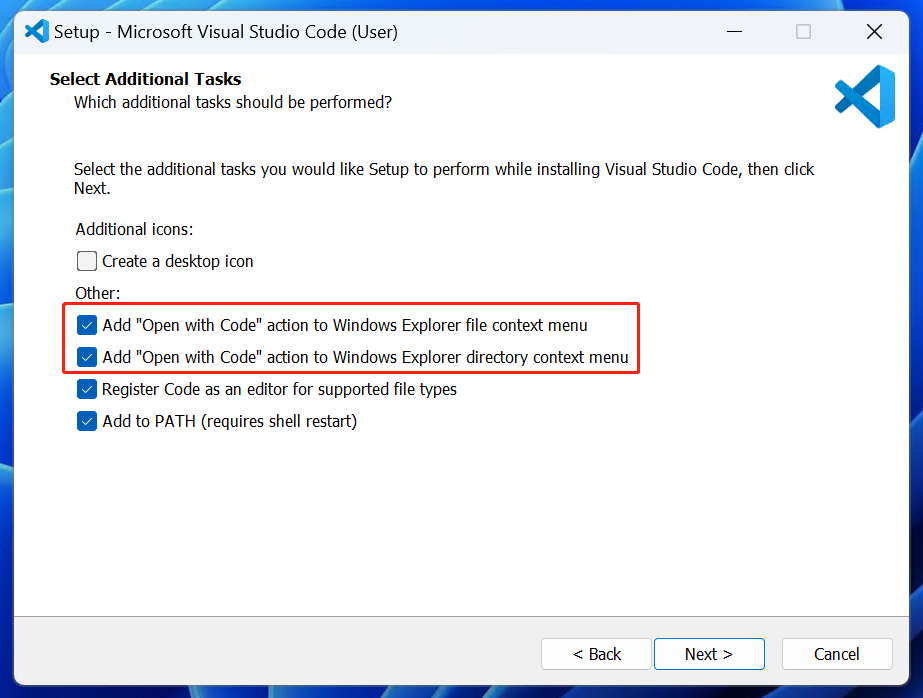 Setup - Microsoft Visual Studio Code (User)
Select Additional Tasks
Which additional tasks should be performed?
Select the additional tasks you would like Setup to perform while installing Visual Studio Code, then click
Next.
Additional icons:
Create a desktop icon
Other:
Add "Open with Code" action to Windows Explorer file context menu
Add "Open with Code" action to Windows Explorer directory context menu
Register Code as an editor for supported file types
Add to PATH (requires shell restart)
< Back
Next >
Cancel